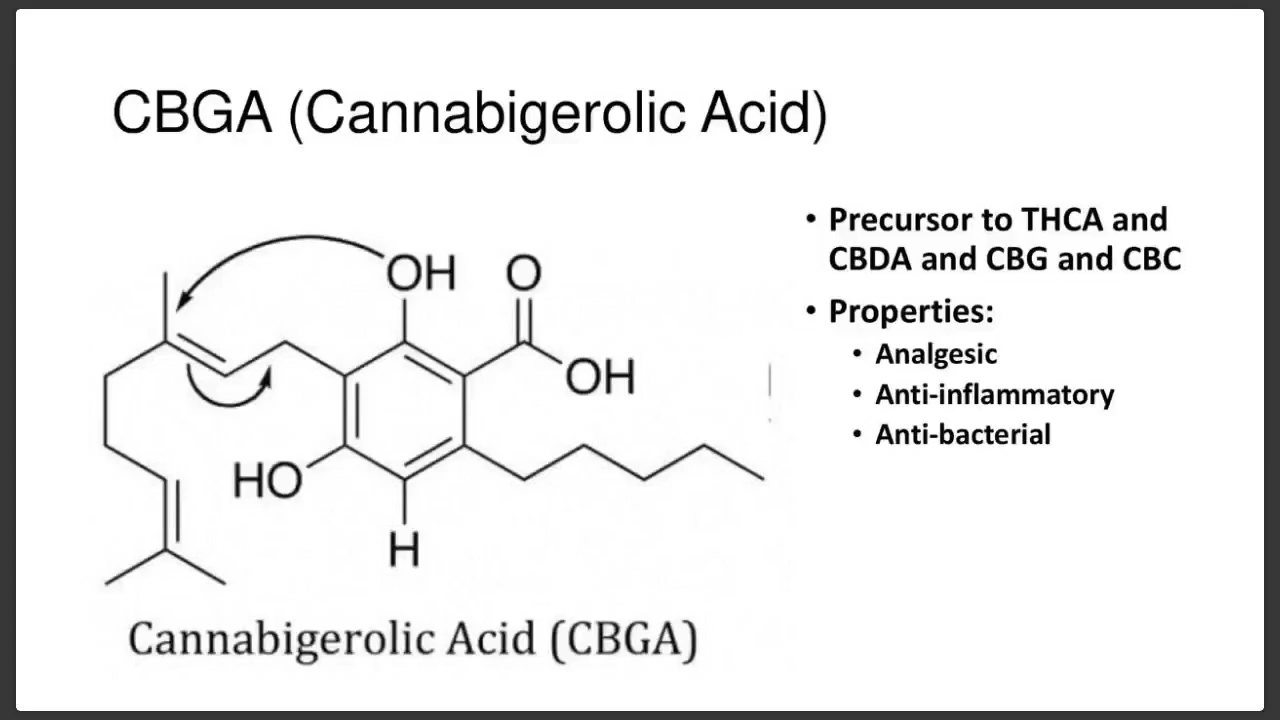 CBGA (Cannabigerolic Acid)
OH O
OH
HO
H
Cannabigerolic Acid (CBGA)
• Precursor to THCA and
CBDA and CBG and CBC
• Properties:
• Analgesic
• Anti-inflammatory
• Anti-bacterial